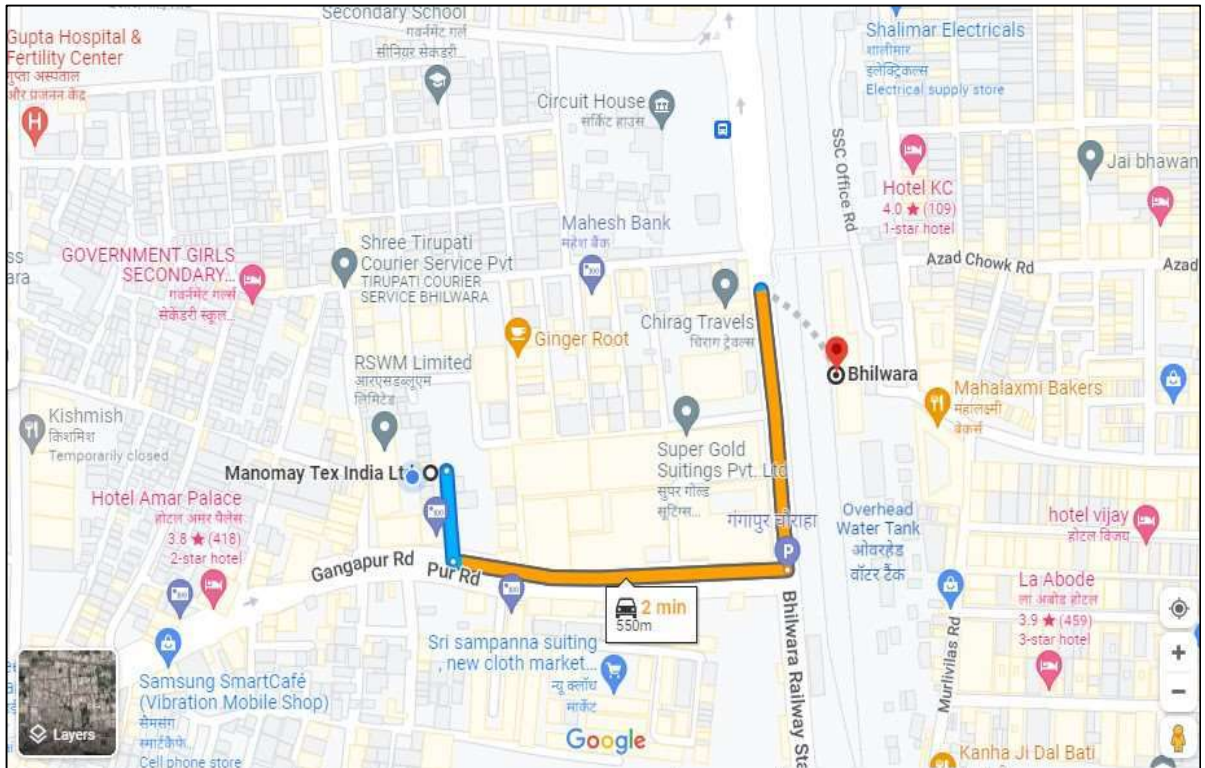 Secondary School
गवर्नमेंट गर्ल
सीनियर सेकेंडरी...
Gupta Hospital &
Fertility Center
गुप्ता अस्पताल
और प्रजनन केंद्र
Shalimar Electricals
शालीमार
इलेक्ट्रिकल्स
Electrical supply store
Circuit House
सर्किट हाउस
SSC Office Rd
Hotel KC
4.0 ★ (109)
1-star hotel
Jai bhawan
Mahesh Bank
महेश बैंक
Shree Tirupati
Courier Service Pvt
TIRUPATI COURIER
SERVICE BHILWARA
GOVERNMENT GIRLS
SECONDARY...
गवर्नमेंट गर्ल्स
सेकेंडरी स्कूल...
Azad Chowk Rd
Azad
ss
ara
Chirag Travels
चिराग ट्रेवल्स
Ginger Root
RSWM Limited
आरएसडब्लूएम
लिमिटेड
Bhilwara
Mahalaxmi Bakers
महालक्ष्मी
बेकर्स
Kishmish
किशमिश
Temporarily closed
Super Gold
Suitings Pvt. Ltd
सुपर गोल्ड
सूटिंग्स...
Manomay Tex India Lt
Hotel Amar Palace
होटल अमर पैलेस
3.8 ★ (418)
2-star hotel
गंगापुर चौराहा
P
Overhead
Water Tank
ओवरहेड
वॉटर टैंक
hotel vijay
होटल विजय
Gangapur Rd
Pur Rd
La Abode
ला अबोड होटल
3.9 ★ (459)
3-star hotel
2 min
550m
Bhilwara Railway Sta
Murlivilas Rd
Sri sampanna suiting
, new cloth market...
न्यू क्लॉथ
मार्केट
Samsung SmartCafé
(Vibration Mobile Shop)
सैमसंग
स्मार्टकैफे.
Cell phone store
Layers
Google
Kanha Ji Dal Bati